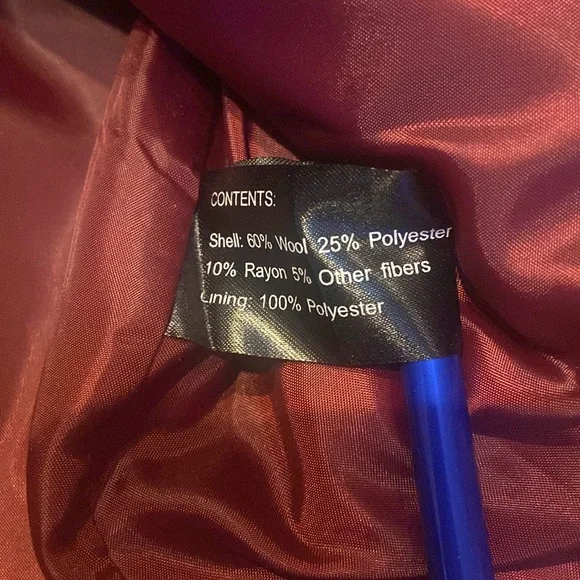 CONTENTS:
Shell: 60% Wool 25% Polyester
10% Rayon 5% Other fibers
Lining: 100% Polyester